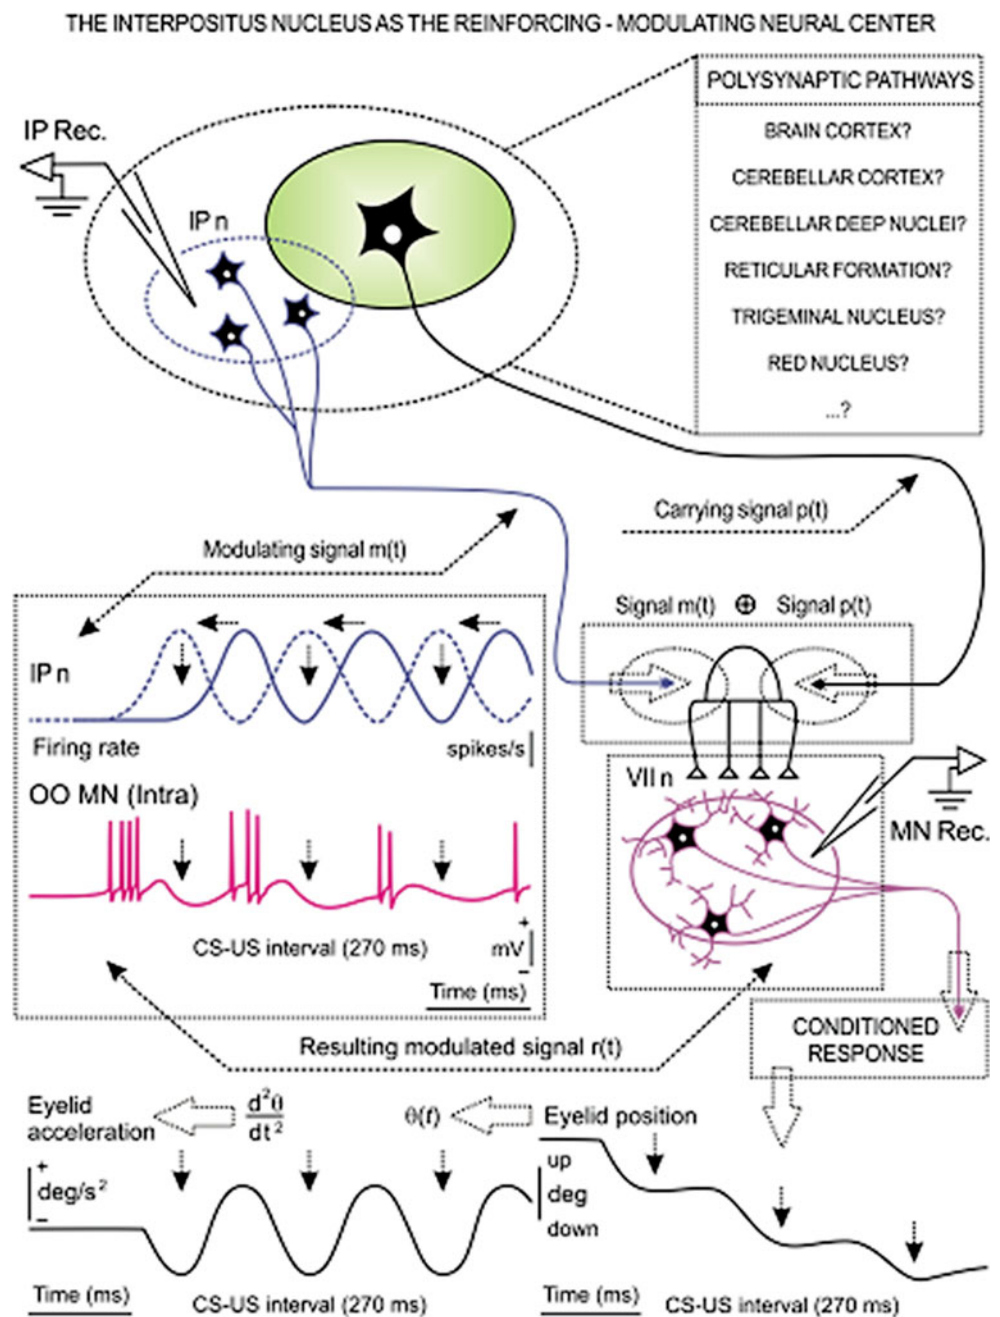 THE INTERPOSITUS NUCLEUS AS THE REINFORCING - MODULATING NEURAL CENTER
POLYSYNAPTIC PATHWAYS
BRAIN CORTEX?
CEREBELLAR CORTEX?
CEREBELLAR DEEP NUCLEI?
RETICULAR FORMATION?
TRIGEMINAL NUCLEUS?
RED NUCLEUS?
...?
IP Rec.
IP n
Carrying signal p(t)
Modulating signal m(t)
Signal m(t) ⊕ Signal p(t)
IP n
Firing rate
spikes/s
OO MN (Intra)
+
mV
–
CS-US interval (270 ms)
Time (ms)
VII n
MN Rec.
Resulting modulated signal r(t)
CONDITIONED
RESPONSE
Eyelid
acceleration
d²θ
dt²
θ(f)
Eyelid position
+
deg/s²
–
up
deg
down
Time (ms)
CS-US interval (270 ms)
Time (ms)
CS-US interval (270 ms)